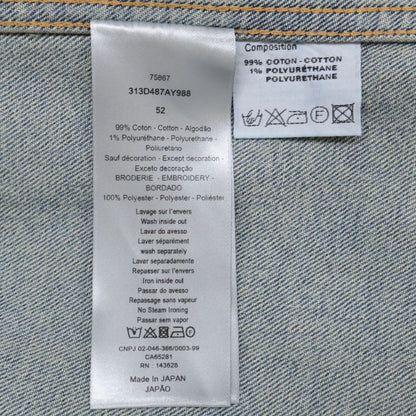 75867
313D487AY988
52
99% Coton - Cotton - Algodão
1% Polyurethane - Polyurethane -
Poliuretano
Sauf décoration - Except decoration -
Exceto decoração
BRODERIE - EMBROIDERY -
BORDADO
100% Polyester - Polyester - Poliéster
Lavage sur l'envers
Wash inside out
Lavar do avesso
Laver séparément
wash separately
Lavar separadamente
Repasser sur l'envers
Iron inside out
Passar do avesso
Repassage sans vapeur
No Steam Ironing
Passar sem vapor
CNPJ 02-046-366/0003-99
CA65281
RN : 143628
Made In JAPAN
JAPÃO
Composition
99% COTON - COTTON
1% POLYURÉTHANE
POLYURETHANE